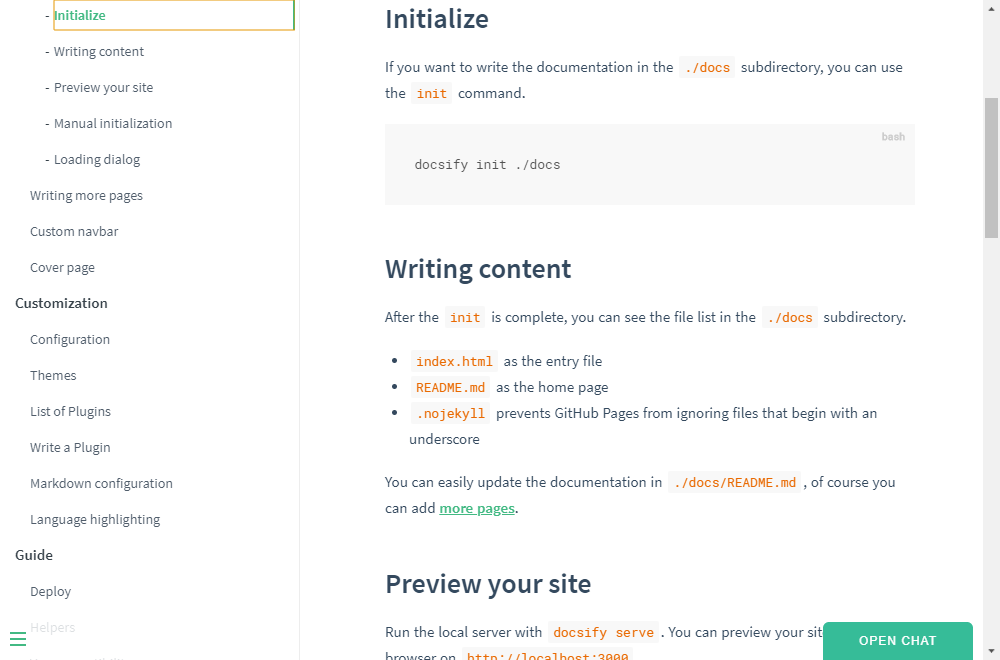 - Initialize
- Writing content
- Preview your site
- Manual initialization
- Loading dialog
Writing more pages
Custom navbar
Cover page
Customization
Configuration
Themes
List of Plugins
Write a Plugin
Markdown configuration
Language highlighting
Guide
Deploy
Helpers
Initialize
If you want to write the documentation in the ./docs subdirectory, you can use
the init command.
bash
docsify init ./docs
Writing content
After the init is complete, you can see the file list in the ./docs subdirectory.
• index.html as the entry file
• README.md as the home page
• .nojekyll prevents GitHub Pages from ignoring files that begin with an
underscore
You can easily update the documentation in ./docs/README.md , of course you
can add more pages.
Preview your site
Run the local server with docsify serve . You can preview your
browser on http://localhost:3000
OPEN CHAT